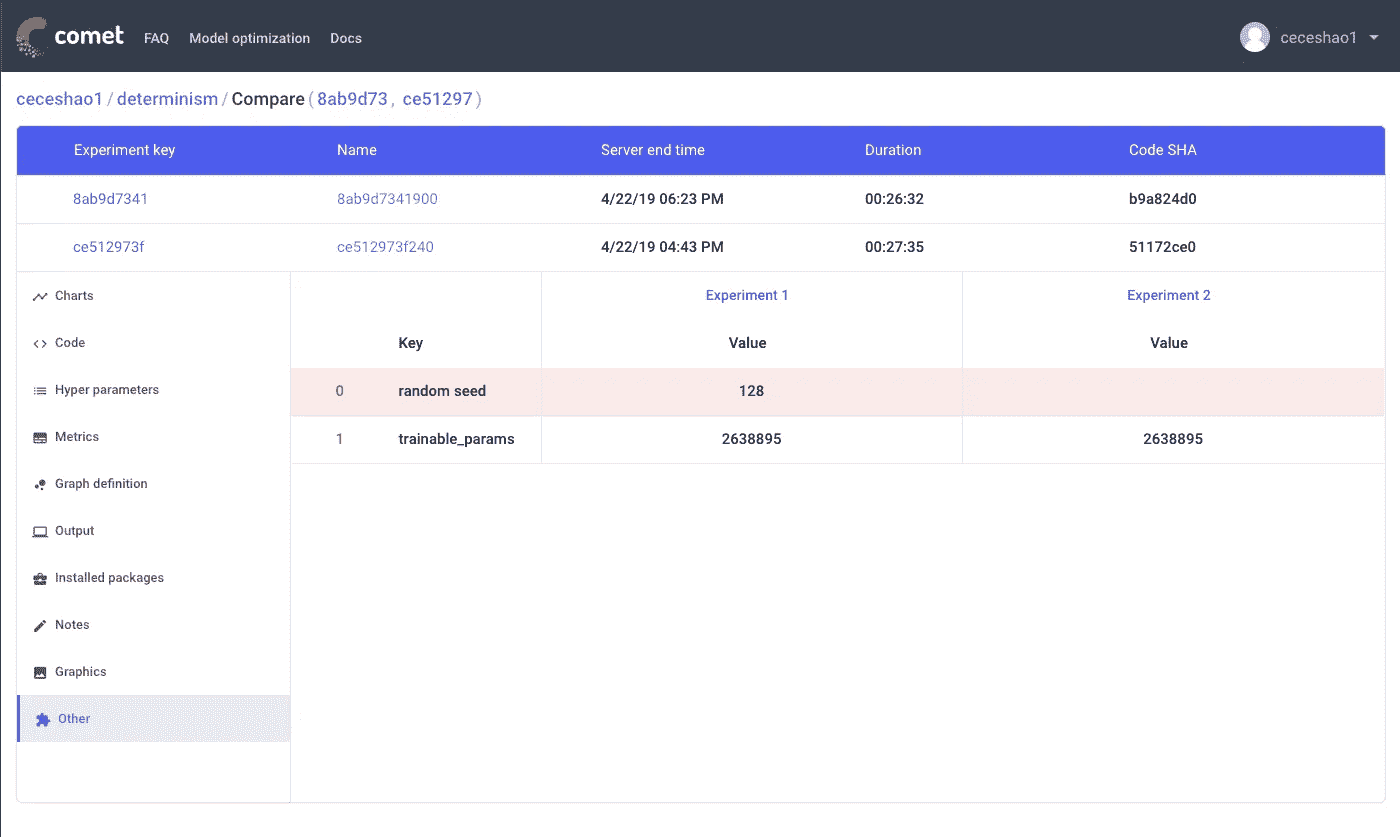 comet FAQ Model optimization Docs ceceshao1
ceceshao1 / determinism / Compare ( 8ab9d73 , ce51297 )
Experiment key Name Server end time Duration Code SHA
8ab9d7341 8ab9d7341900 4/22/19 06:23 PM 00:26:32 b9a824d0
ce512973f ce512973f240 4/22/19 04:43 PM 00:27:35 51172ce0
Charts
Code
Hyper parameters
Metrics
Graph definition
Output
Installed packages
Notes
Graphics
Other
Experiment 1 Experiment 2
Key Value Value
0 random seed 128
1 trainable_params 2638895 2638895